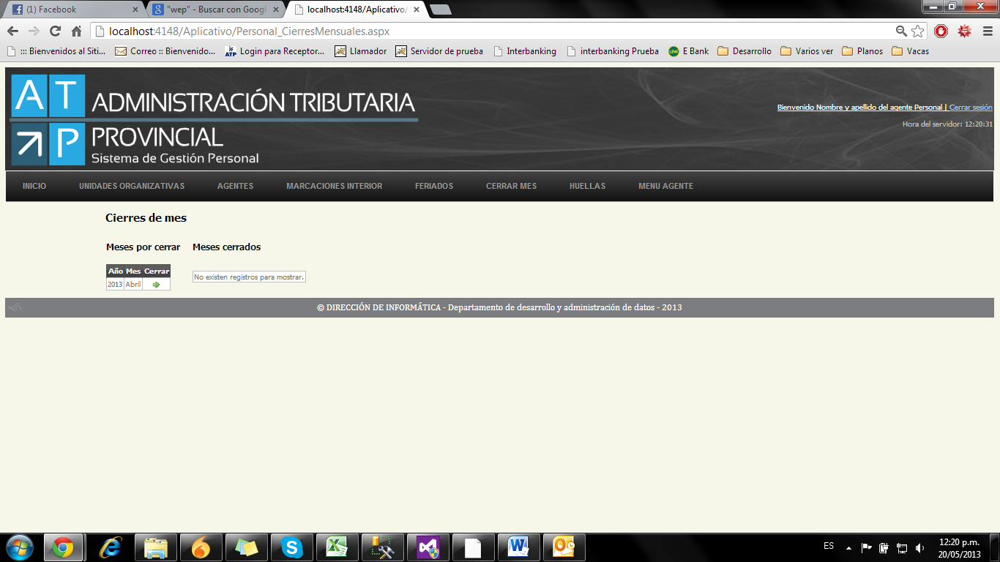 (1) Facebook
"wep" - Buscar con Googl
localhost:4148/Aplicativo/
localhost:4148/Aplicativo/Personal_CierresMensuales.aspx
::: Bienvenidos al Siti...
Correo :: Bienvenido...
ATP
Login para Receptor...
Llamador
Servidor de prueba
Interbanking
interbanking Prueba
LINK
E Bank
Desarrollo
Varios ver
Planos
Vacas
A T ADMINISTRACIÓN TRIBUTARIA
P PROVINCIAL
Sistema de Gestión Personal
Bienvenido Nombre y apellido del agente Personal | Cerrar sesión
Hora del servidor: 12:20:31
INICIO UNIDADES ORGANIZATIVAS AGENTES MARCACIONES INTERIOR FERIADOS CERRAR MES HUELLAS MENU AGENTE
Cierres de mes
Meses por cerrar Meses cerrados
Año Mes Cerrar
2013 Abril
No existen registros para mostrar.
© DIRECCIÓN DE INFORMÁTICA - Departamento de desarrollo y administración de datos - 2013
ES
12:20 p.m.
20/05/2013